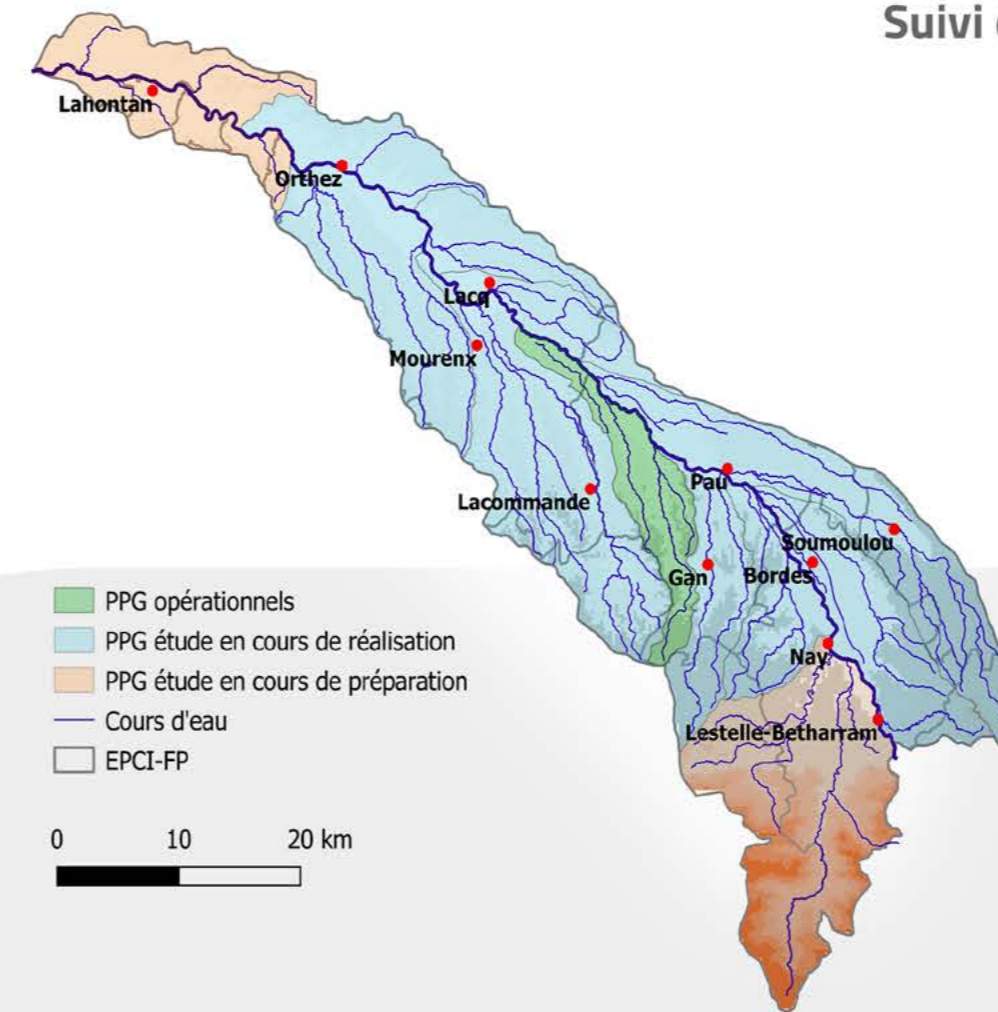 Suivi
Lahontan
Orthez
Lacq
Mourenx
Lacommande
Pau
Soumoulou
Gan
Bordes
Nay
Lestelle-Betharram
PPG opérationnels
PPG étude en cours de réalisation
PPG étude en cours de préparation
Cours d'eau
EPCI-FP
0 10 20 km